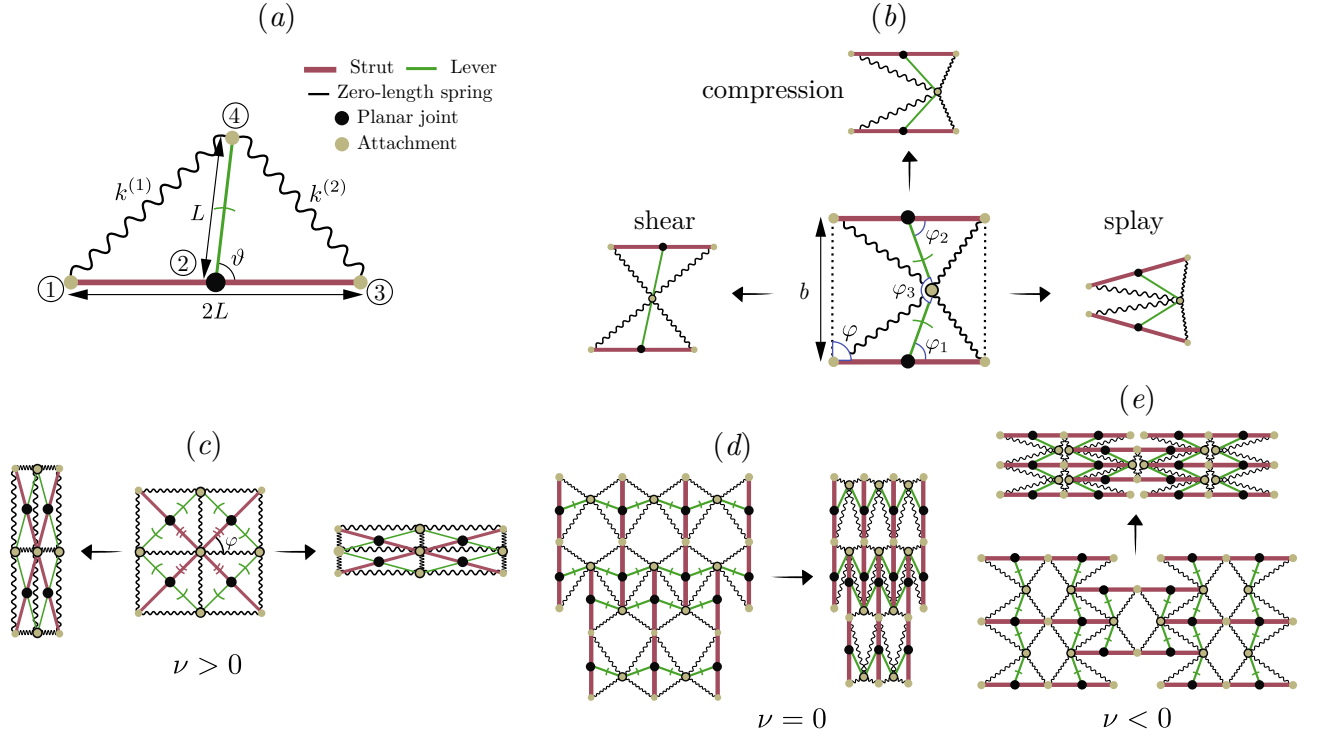 (a)
Strut Lever
Zero-length spring
Planar joint
Attachment
④
k⁽¹⁾
k⁽²⁾
L
②
ϑ
①
③
2L
(b)
compression
shear
splay
φ₂
b
φ₃
φ
φ₁
(c)
φ
ν > 0
(d)
ν = 0
(e)
ν < 0